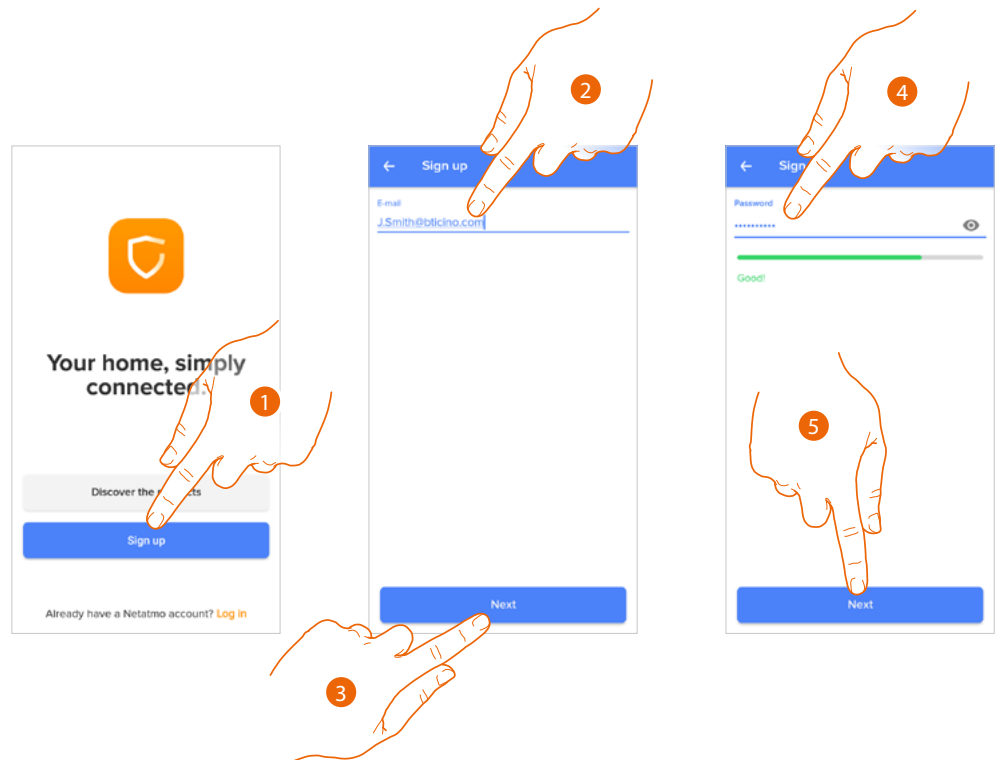 Your home, simply
connected.
Discover the
Sign up
Already have a Netatmo account? Log in
1
2
← Sign up
E-mail
J.Smith@bticino.com
Next
3
4
← Sign
Password
••••••••••
Good!
5
Next